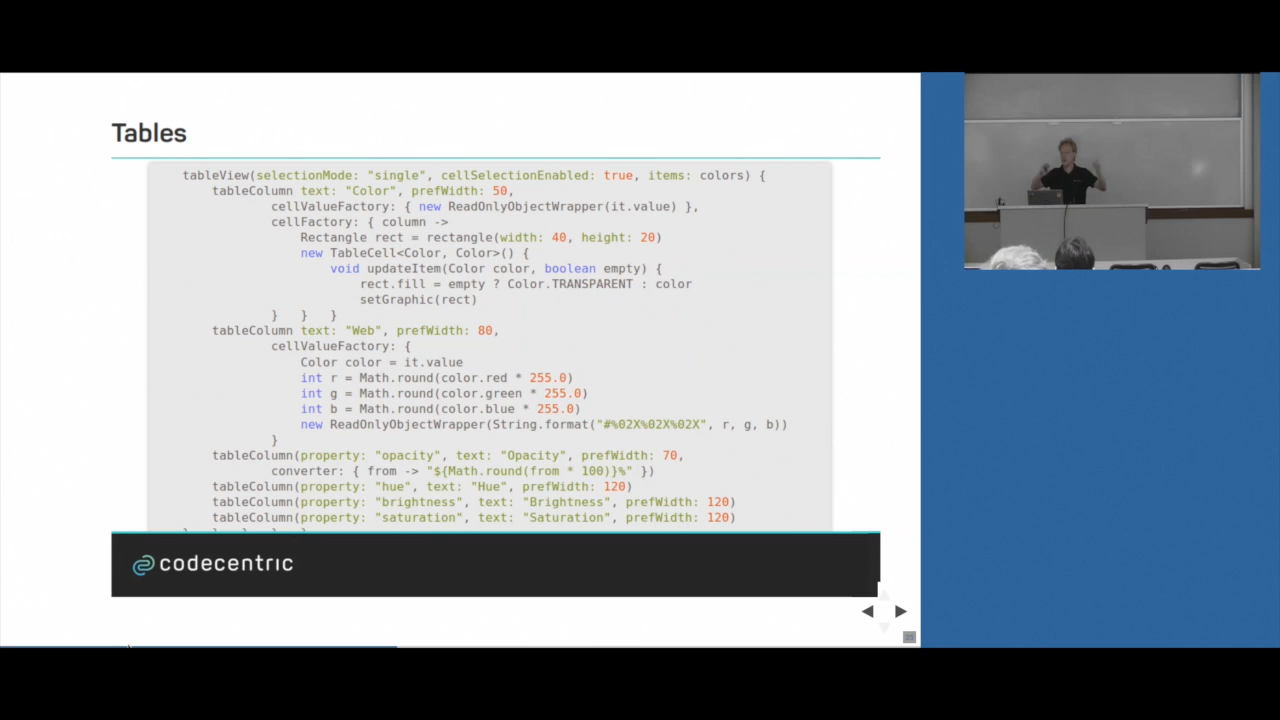 Tables
tableView(selectionMode: "single", cellSelectionEnabled: true, items: colors) {
tableColumn text: "Color", prefWidth: 50,
cellValueFactory: { new ReadOnlyObjectWrapper(it.value) },
cellFactory: { column ->
Rectangle rect = rectangle(width: 40, height: 20)
new TableCell<Color, Color>() {
void updateItem(Color color, boolean empty) {
rect.fill = empty ? Color.TRANSPARENT : color
setGraphic(rect)
} } }
tableColumn text: "Web", prefWidth: 80,
cellValueFactory: {
Color color = it.value
int r = Math.round(color.red * 255.0)
int g = Math.round(color.green * 255.0)
int b = Math.round(color.blue * 255.0)
new ReadOnlyObjectWrapper(String.format("#%02X%02X%02X", r, g, b))
}
tableColumn(property: "opacity", text: "Opacity", prefWidth: 70,
converter: { from -> "${Math.round(from * 100)}%" })
tableColumn(property: "hue", text: "Hue", prefWidth: 120)
tableColumn(property: "brightness", text: "Brightness", prefWidth: 120)
tableColumn(property: "saturation", text: "Saturation", prefWidth: 120)
codecentric